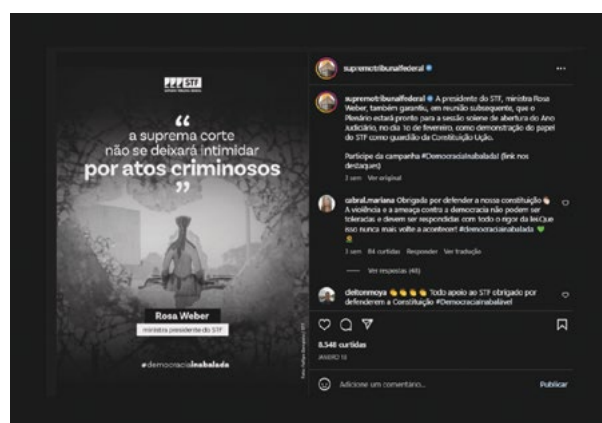 STF
SUPREMO TRIBUNAL FEDERAL
“
a suprema corte
não se deixará intimidar
por atos criminosos
”
Rosa Weber
ministra presidente do STF
#democraciainabalada
supremotribunalfederal
•••
supremotribunalfederal A presidente do STF, ministra Rosa
Weber, também garantiu, em reunião subsequente, que o
Plenário estará pronto para a sessão solene de abertura do Ano
Judiciário, no dia 1o de fevereiro, como demonstração do papel
do STF como guardião da Constituição
Participe da campanha #DemocraciaInabalada! (link nos
destaques)
3 sem Ver original
cabral.mariana Obrigada por defender a nossa constituição👏
A violência e a ameaça contra a democracia não podem ser
toleradas e devem ser respondidas com todo o rigor da lei.Que
isso nunca mais volte a acontecer! #democraciainabalada 💚
3 sem 84 curtidas Responder Ver tradução
Ver respostas (48)
cleitonmoya 👏👏👏👏 Todo apoio ao STF obrigado por
defenderem a Constituição #DemocraciaInabalável
8.548 curtidas
JANEIRO 18
Adicione um comentário...
Publicar